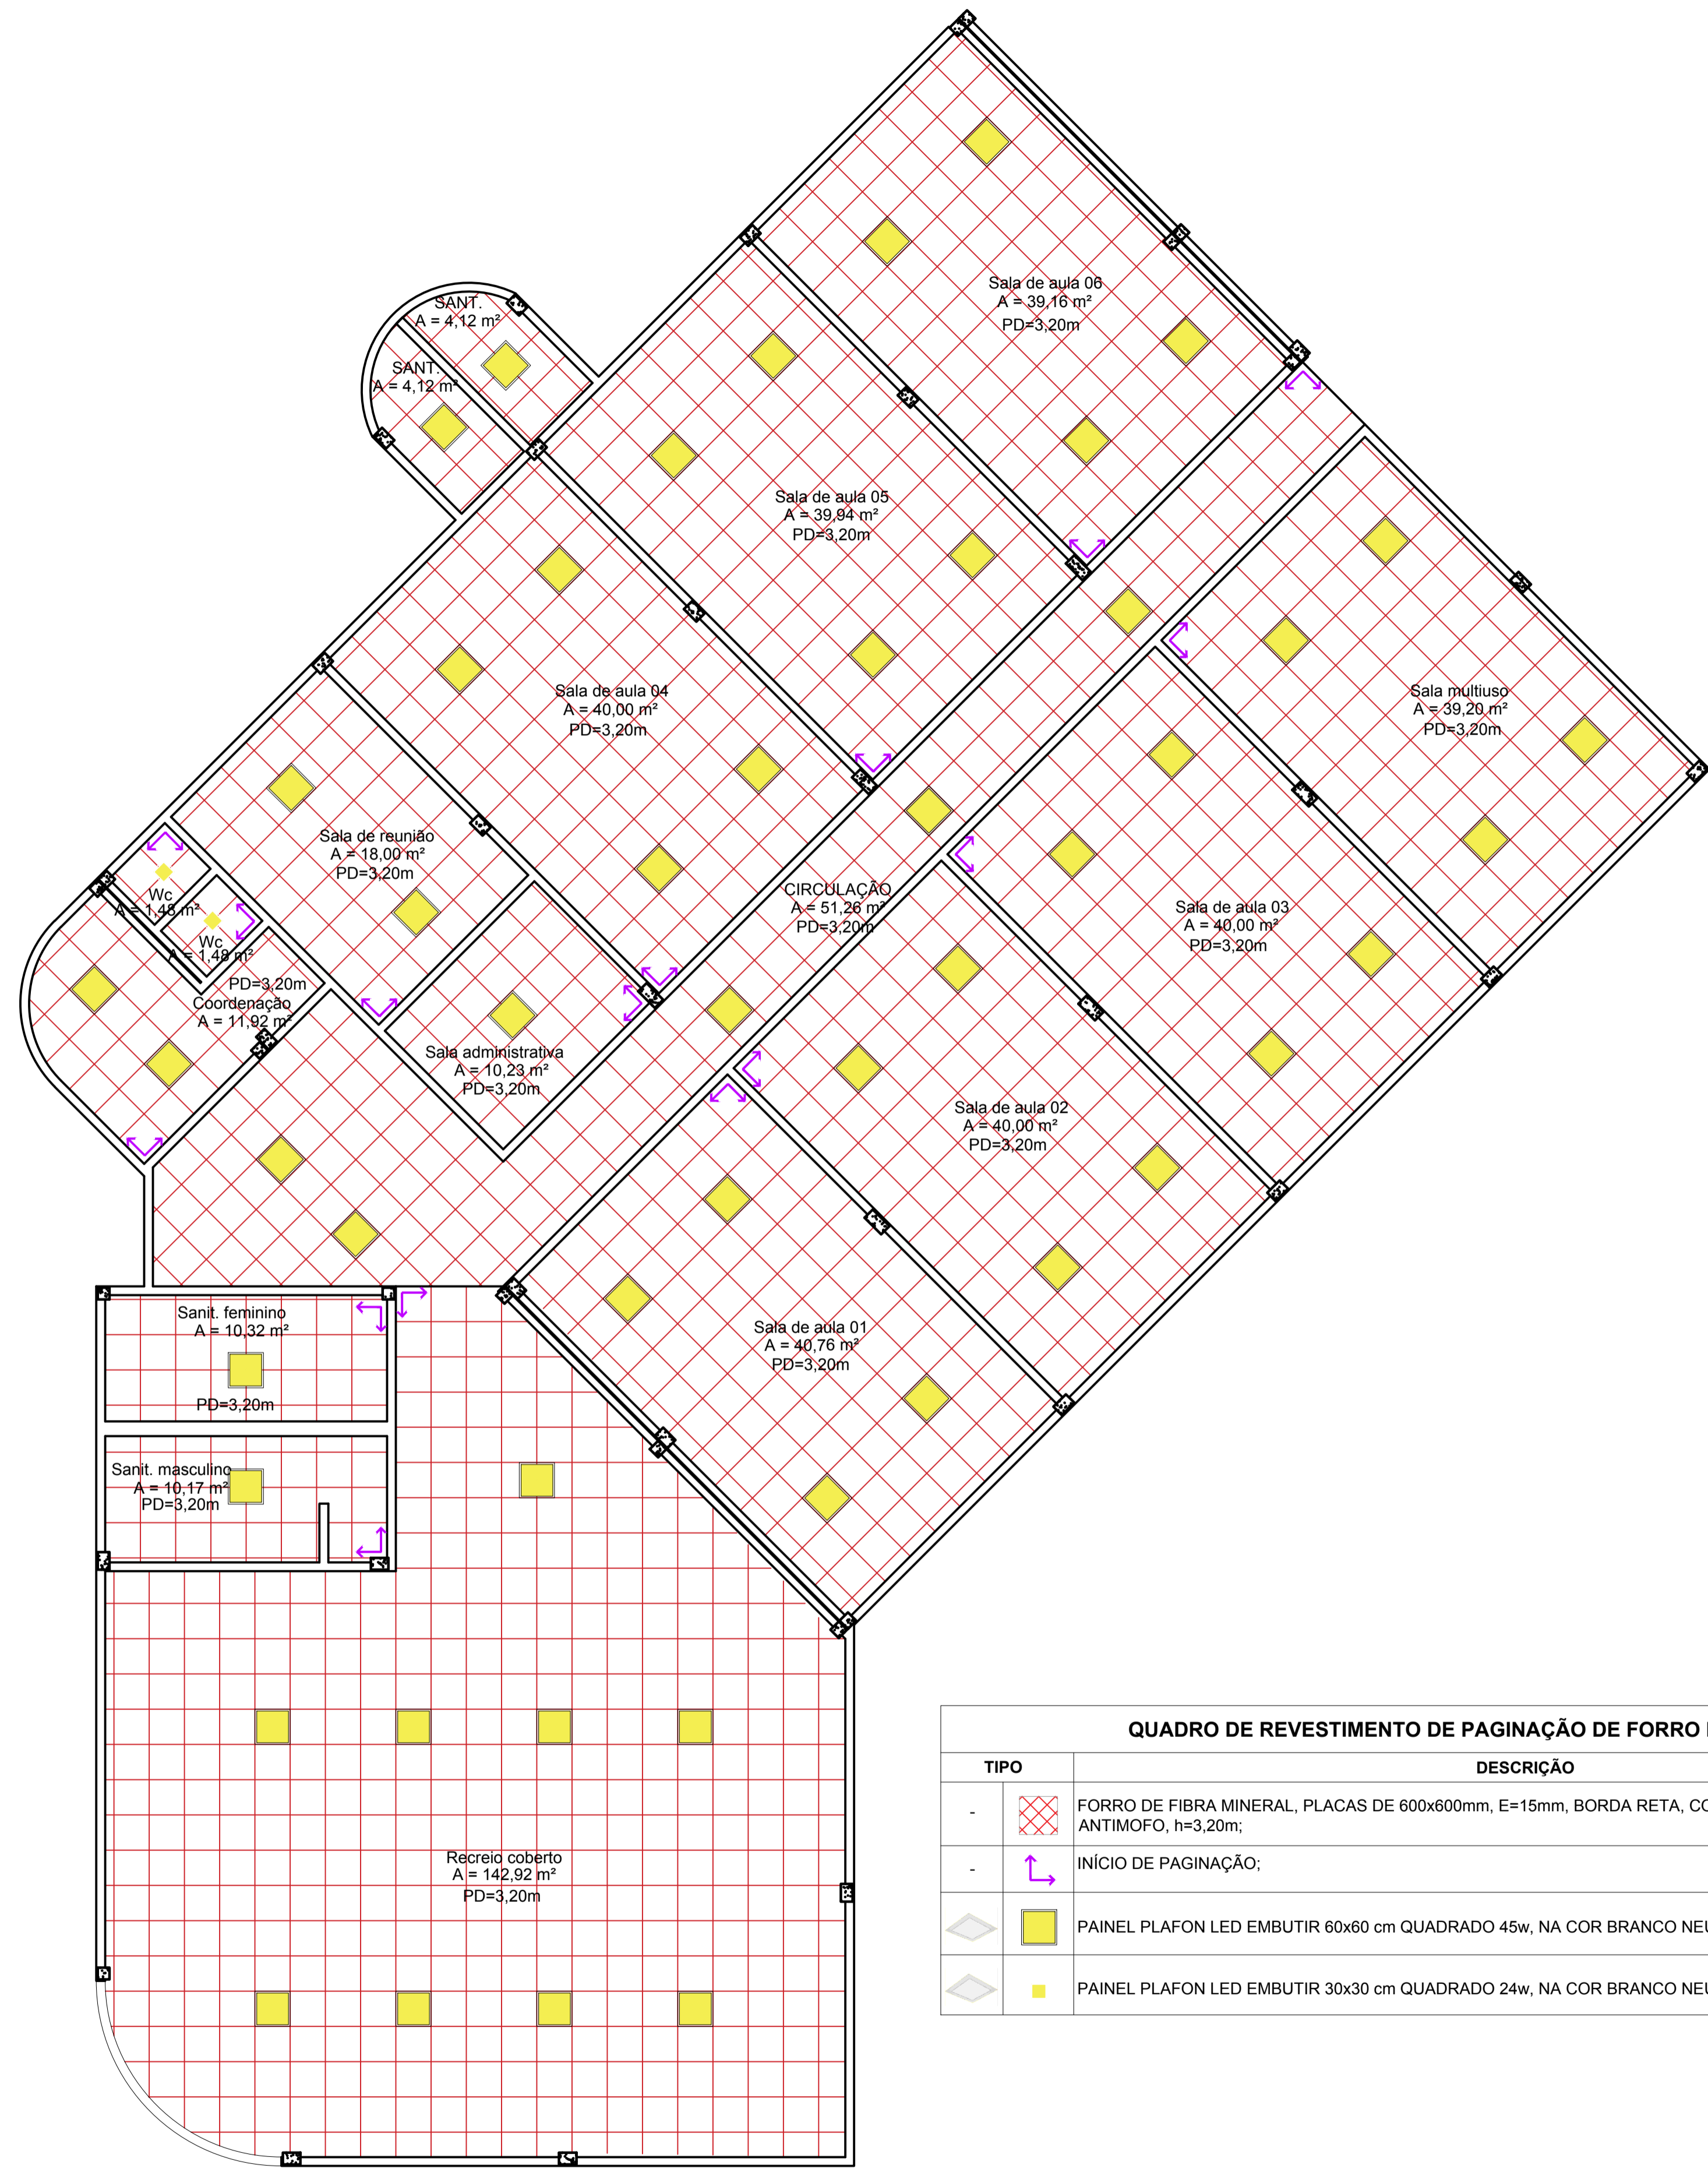 Sala de aula 06
A = 39,16 m²
PD=3,20m
SANT.
A = 4,12 m²
SANT.
A = 4,12 m²
Sala de aula 05
A = 39,94 m²
PD=3,20m
Sala de aula 04
A = 40,00 m²
PD=3,20m
Sala multiuso
A = 39,20 m²
PD=3,20m
Sala de reunião
A = 18,00 m²
PD=3,20m
Wc
A = 1,48 m²
Wc
A = 1,48 m²
PD=3,20m
Coordenação
A = 11,92 m²
CIRCULAÇÃO
A = 51,26 m²
PD=3,20m
Sala de aula 03
A = 40,00 m²
PD=3,20m
Sala administrativa
A = 10,23 m²
PD=3,20m
Sala de aula 02
A = 40,00 m²
PD=3,20m
Sala de aula 01
A = 40,76 m²
PD=3,20m
Sanit. feminino
A = 10,32 m²
PD=3,20m
Sanit. masculino
A = 10,17 m²
PD=3,20m
Recreio coberto
A = 142,92 m²
PD=3,20m
QUADRO DE REVESTIMENTO DE PAGINAÇÃO DE FORRO
TIPO DESCRIÇÃO
- FORRO DE FIBRA MINERAL, PLACAS DE 600x600mm, E=15mm, BORDA RETA,
ANTIMOFO, h=3,20m;
- INÍCIO DE PAGINAÇÃO;
PAINEL PLAFON LED EMBUTIR 60x60 cm QUADRADO 45w, NA COR BRANCO
PAINEL PLAFON LED EMBUTIR 30x30 cm QUADRADO 24w, NA COR BRANCO